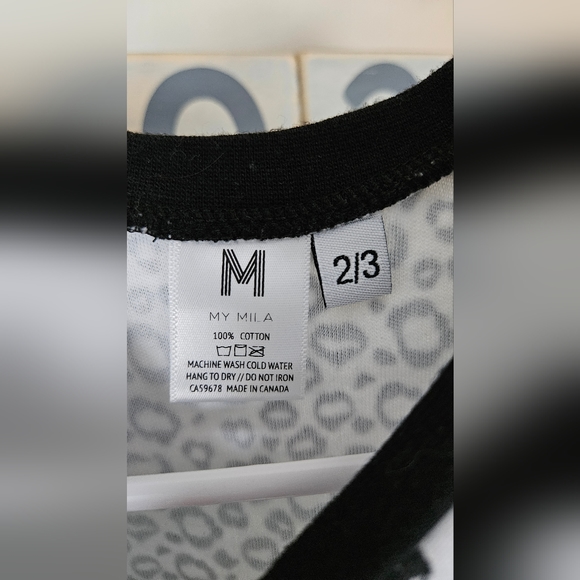 M
MY MILA
2/3
100% COTTON
MACHINE WASH COLD WATER
HANG TO DRY // DO NOT IRON
CA59678 MADE IN CANADA